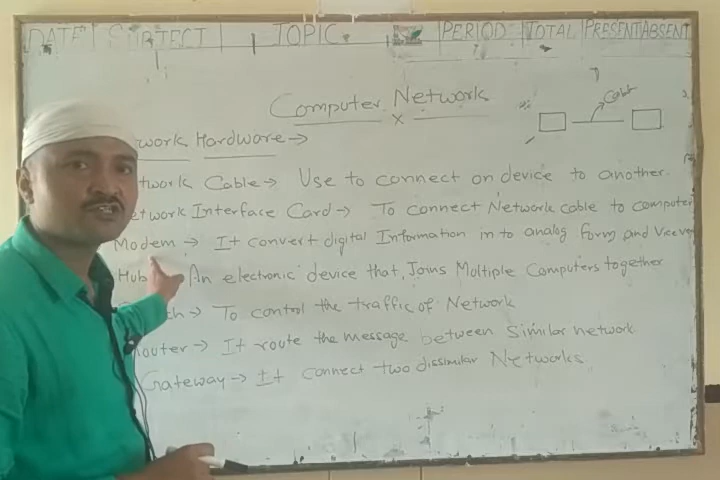 DATE SUBJECT TOPIC. PERIOD TOTAL PRESENT ABSENT
Computer Network
x
work Hardware →
twork Cable → Use to connect on device to another.
etwork Interface Card → To connect Network cable to computer
Modem → It convert digital Information in to analog form and Vice
Hub An electronic device that Joins Multiple Computers together
ch → To control the traffic of Network
outer → It route the message between Similar network.
Gateway → It connect two dissimilar Networks.